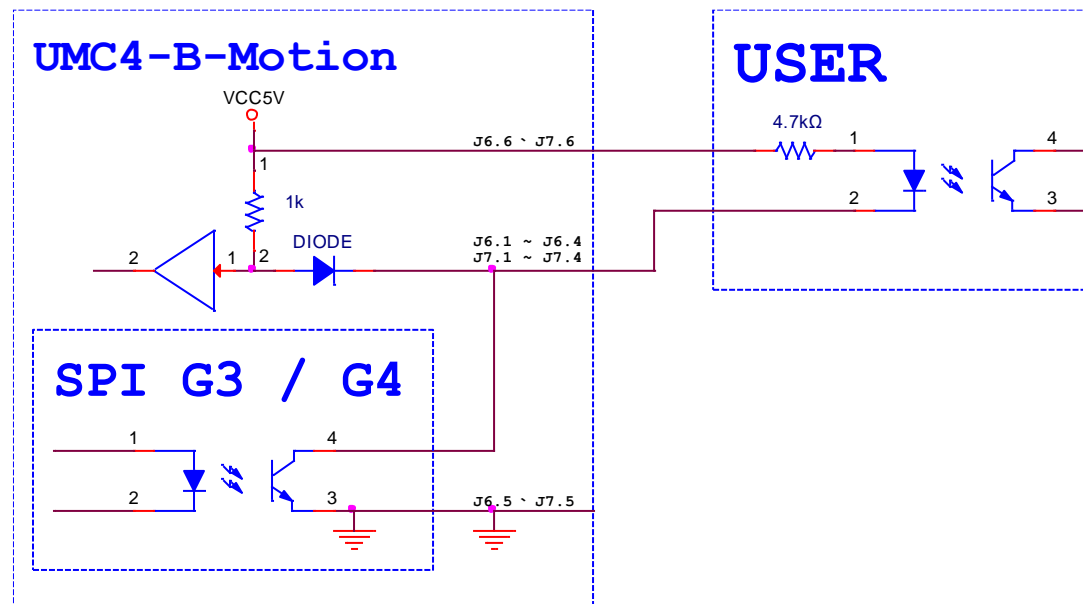 UMC4-B-Motion
USER
VCC5V
4.7kΩ
J6.6、J7.6
1
4
1
1k
2
3
DIODE
J6.1 ~ J6.4
J7.1 ~ J7.4
2
1
2
SPI G3 / G4
1
4
2
3
J6.5、J7.5